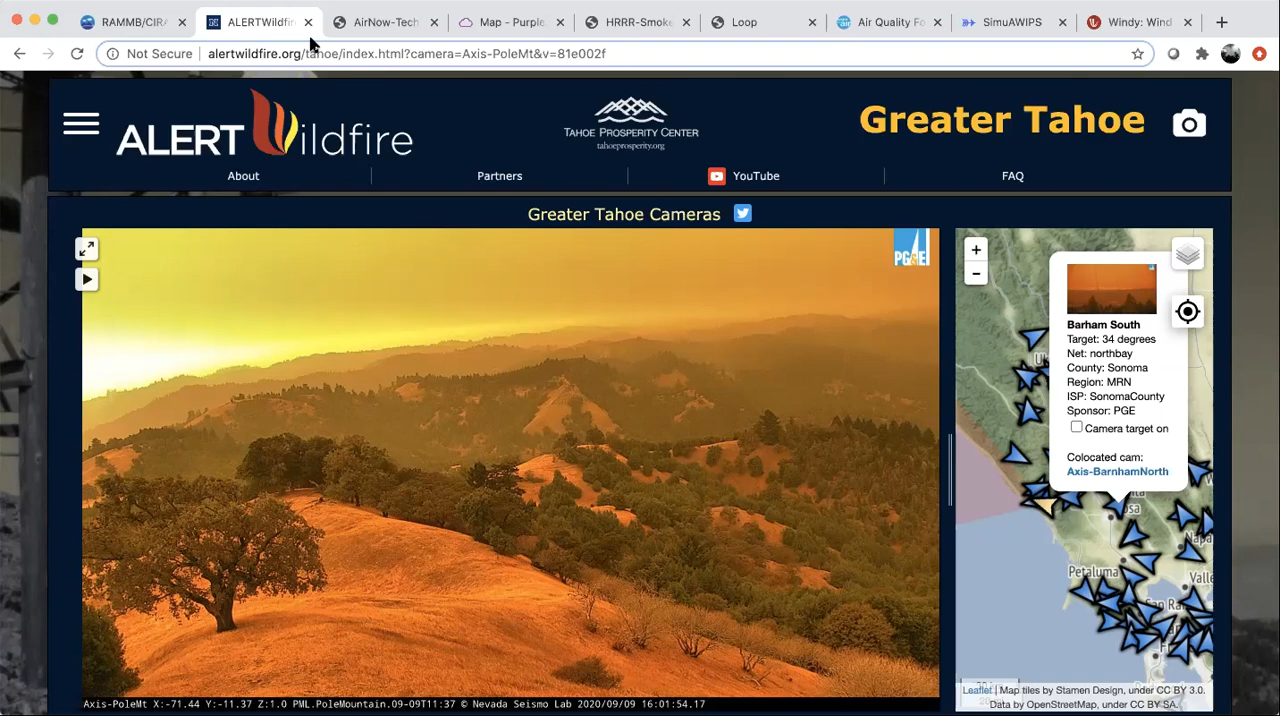 RAMMB/CIRA
ALERTWildfir
AirNow-Tech
Map - Purple
HRRR-Smoke
Loop
Air Quality Fo
SimuAWIPS
Windy: Wind
Not Secure
alertwildfire.org/tahoe/index.html?camera=Axis-PoleMt&v=81e002f
ALERTWildfire
TAHOE PROSPERITY CENTER
tahoeprosperity.org
Greater Tahoe
About
Partners
YouTube
FAQ
Greater Tahoe Cameras
PG&E
+
−
Barham South
Target: 34 degrees
Net: northbay
County: Sonoma
Region: MRN
ISP: SonomaCounty
Sponsor: PGE
Camera target on
Colocated cam:
Axis-BarnhamNorth
Petaluma
Leaflet | Map tiles by Stamen Design, under CC BY 3.0.
Data by OpenStreetMap, under CC BY SA.
Axis-PoleMt X:-71.44 Y:-11.37 Z:1.0 PML.PoleMountain.09-09T11:37 © Nevada Seismo Lab 2020/09/09 16:01:54.17